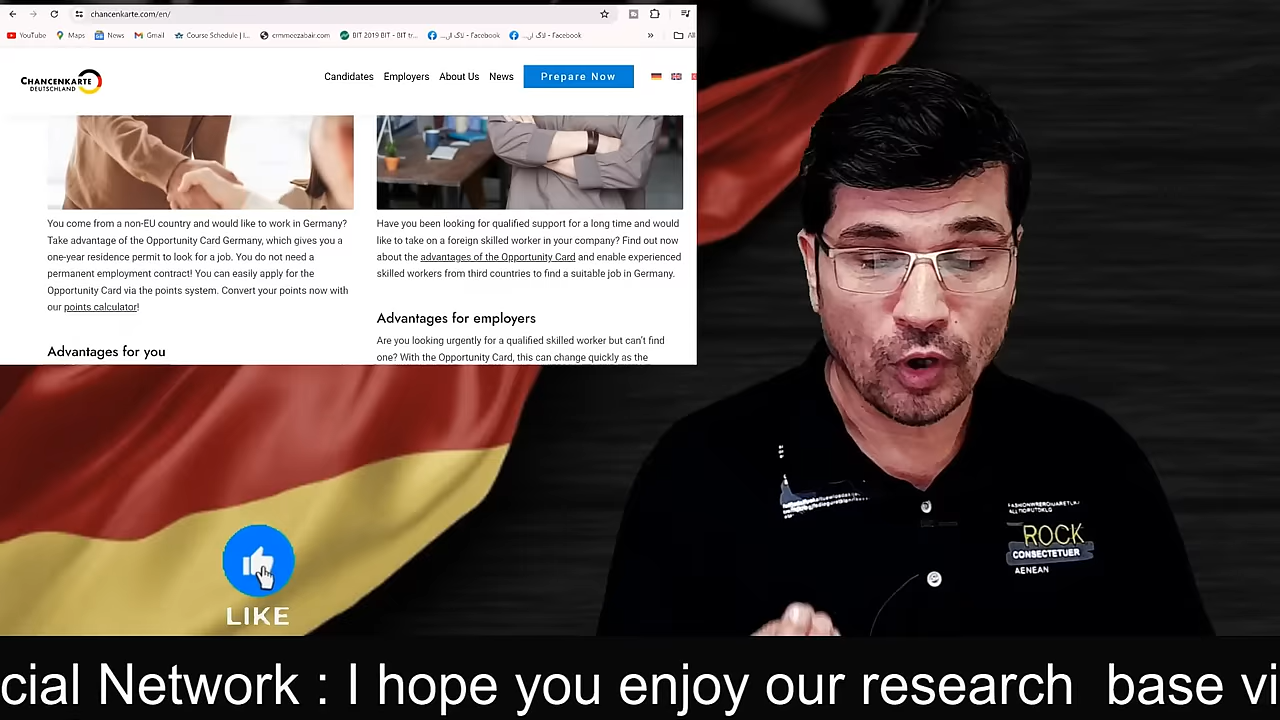 chancenkarte.com/en/
YouTube Maps News Gmail Course Schedule | I... crmmeezabair.com BIT 2019 BIT - BIT tr... لاگ ان... - Facebook لاگ ان... - Facebook » All
CHANCENKARTE
DEUTSCHLAND
Candidates Employers About Us News Prepare Now
You come from a non-EU country and would like to work in Germany?
Take advantage of the Opportunity Card Germany, which gives you a
one-year residence permit to look for a job. You do not need a
permanent employment contract! You can easily apply for the
Opportunity Card via the points system. Convert your points now with
our points calculator!
Advantages for you
Have you been looking for qualified support for a long time and would
like to take on a foreign skilled worker in your company? Find out now
about the advantages of the Opportunity Card and enable experienced
skilled workers from third countries to find a suitable job in Germany.
Advantages for employers
Are you looking urgently for a qualified skilled worker but can't find
one? With the Opportunity Card, this can change quickly as the
ROCK
CONSECTETUER
AENEAN
LIKE
cial Network : I hope you enjoy our research base vi